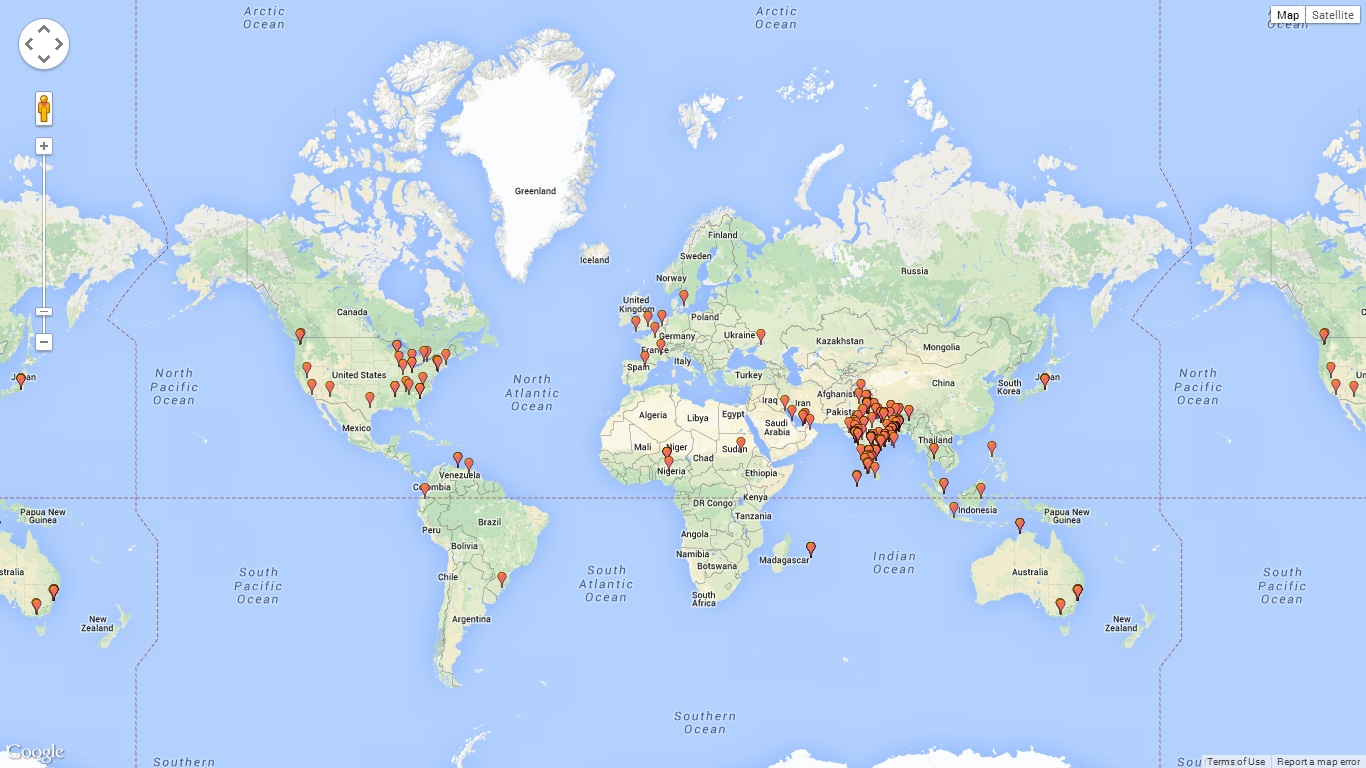 Arctic
Ocean
Arctic
Ocean
Map
Satellite
Ocean
Greenland
Iceland
Finland
Sweden
Norway
Russia
United
Kingdom
Poland
Germany
Ukraine
France
Spain
Italy
Turkey
Kazakhstan
Mongolia
China
South
Korea
Japan
Japan
Canada
United States
Mexico
North
Pacific
Ocean
North
Atlantic
Ocean
North
Pacific
Ocean
Algeria
Libya
Egypt
Iraq
Iran
Afghanist
Pakist
Saudi
Arabia
Mali
Niger
Chad
Sudan
Nigeria
Ethiopia
Thailand
Venezuela
Colombia
Kenya
DR Congo
Tanzania
Indonesia
Papua New
Guinea
Papua New
Guinea
Peru
Brazil
Bolivia
Angola
Namibia
Botswana
Madagascar
Chile
South
Africa
Argentina
South
Pacific
Ocean
South
Atlantic
Ocean
Indian
Ocean
Australia
stralia
South
Pacific
Ocean
New
Zealand
New
Zealand
Southern
Ocean
Google
Southern
Sou
Terms of Use
Report a map error